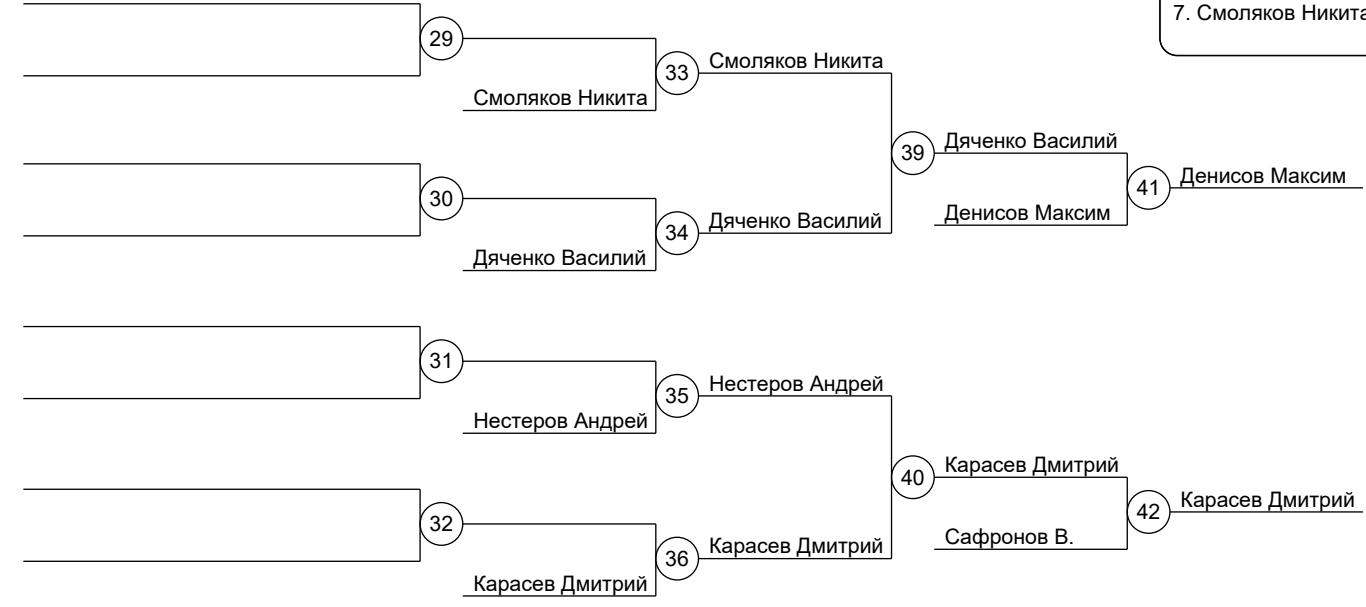 7. Смоляков Никита
29
33
Смоляков Никита
Смоляков Никита
39
Дяченко Василий
30
41
Денисов Максим
34
Дяченко Василий
Денисов Максим
Дяченко Василий
31
35
Нестеров Андрей
Нестеров Андрей
40
Карасев Дмитрий
32
42
Карасев Дмитрий
36
Карасев Дмитрий
Сафронов В.
Карасев Дмитрий